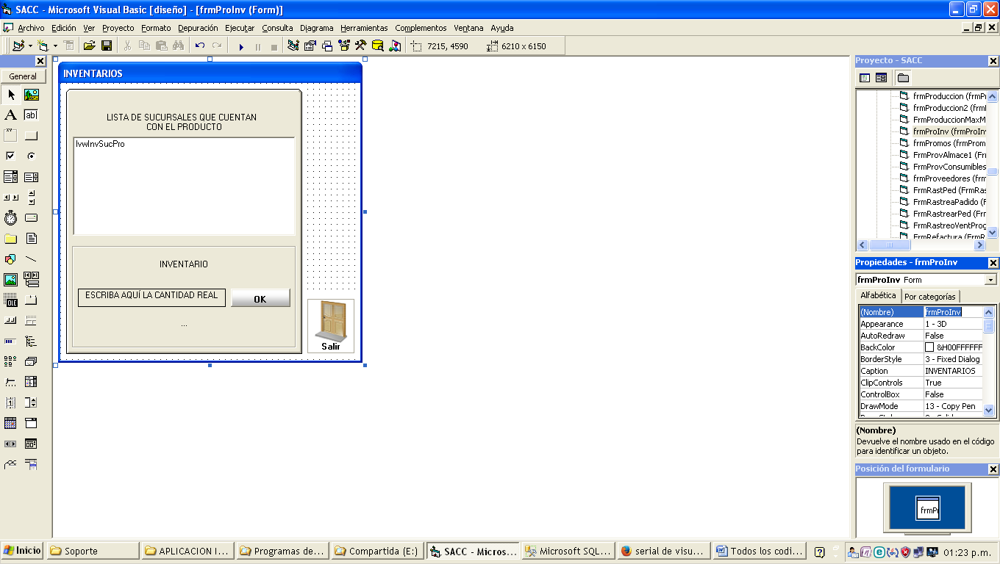 SACC - Microsoft Visual Basic [diseño] - [frmProInv (Form)]
Archivo Edición Ver Proyecto Formato Depuración Ejecutar Consulta Diagrama Herramientas Complementos Ventana Ayuda
7215, 4590 6210 x 6150
General
A
ab
xy
OLE
INVENTARIOS
LISTA DE SUCURSALES QUE CUENTAN
CON EL PRODUCTO
lvwInvSucPro
INVENTARIO
ESCRIBA AQUÍ LA CANTIDAD REAL
OK
...
Salir
Proyecto - SACC
frmProduccion (frmPr
frmProduccion2 (frml
FrmProduccionMaxM
frmProInv (frmProInv
frmPromos (frmProm
FrmProvAlmace1 (Fr
FrmProvConsumibles
frmProveedores (frm
FrmRastPed (FrmRas
FrmRastreaPadido (Fr
FrmRastrearPed (Frr
FrmRastreoVentProg
FrmRefactura (FrmR
Propiedades - frmProInv
frmProInv Form
Alfabética Por categorías
(Nombre) frmProInv
Appearance 1 - 3D
AutoRedraw False
BackColor &H00FFFFFF
BorderStyle 3 - Fixed Dialog
Caption INVENTARIOS
ClipControls True
ControlBox False
DrawMode 13 - Copy Pen
(Nombre)
Devuelve el nombre usado en el código
para identificar un objeto.
Posición del formulario
frmPr
Inicio Soporte APLICACION I... Programas de... Compartida (E:) SACC - Micros... Microsoft SQL... serial de visu... Todos los codi... 01:23 p.m.